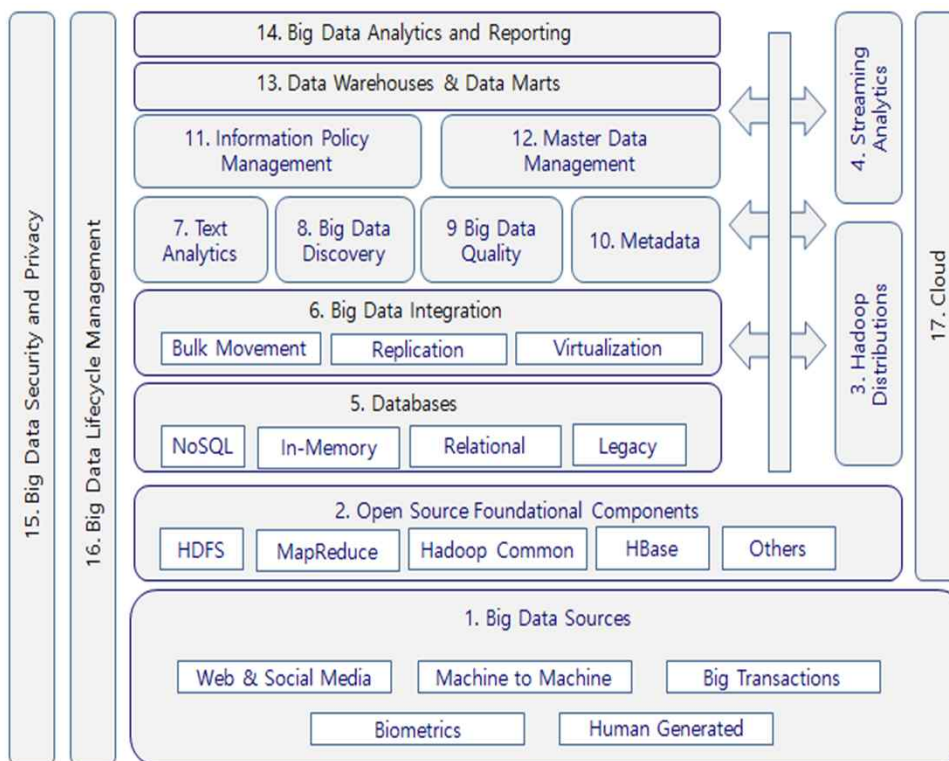 14. Big Data Analytics and Reporting
13. Data Warehouses & Data Marts
11. Information Policy
Management
12. Master Data
Management
7. Text
Analytics
8. Big Data
Discovery
9 Big Data
Quality
10. Metadata
6. Big Data Integration
Bulk Movement
Replication
Virtualization
5. Databases
NoSQL
In-Memory
Relational
Legacy
2. Open Source Foundational Components
HDFS
MapReduce
Hadoop Common
HBase
Others
1. Big Data Sources
Web & Social Media
Machine to Machine
Big Transactions
Biometrics
Human Generated
15. Big Data Security and Privacy
16. Big Data Lifecycle Management
4. Streaming
Analytics
3. Hadoop
Distributions
17. Cloud